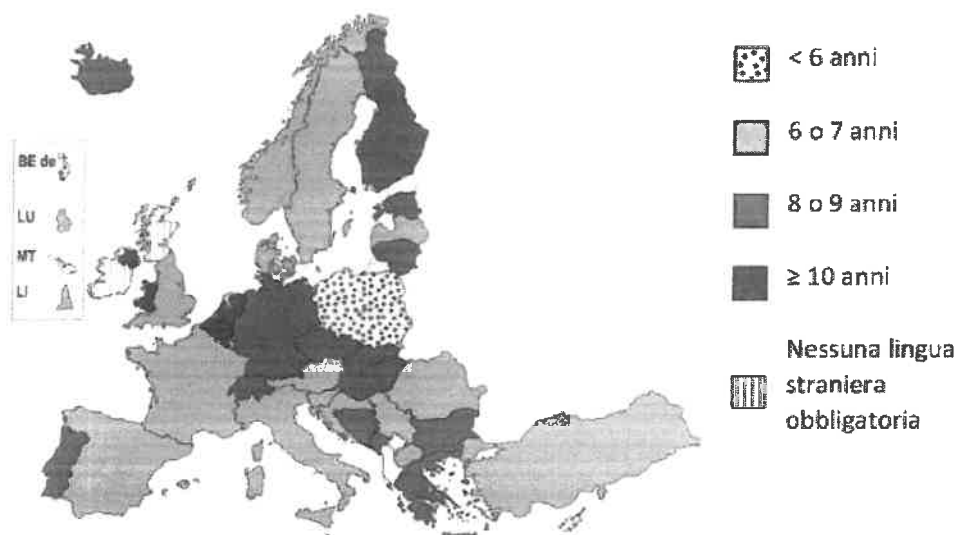 BE de
LU
MT
LI
< 6 anni
6 o 7 anni
8 o 9 anni
≥ 10 anni
Nessuna lingua
straniera
obbligatoria